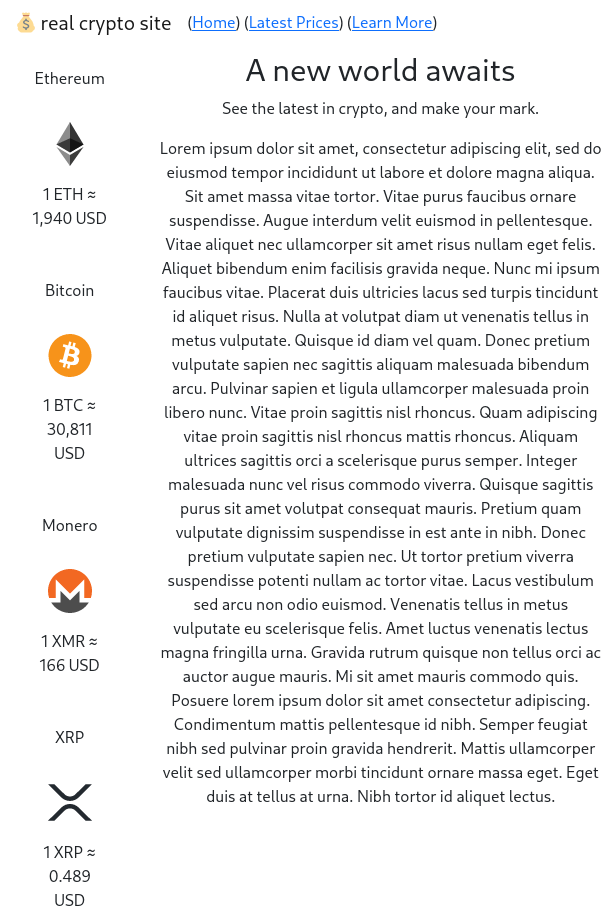 real crypto site (Home) (Latest Prices) (Learn More)
Ethereum
1 ETH ≈
1,940 USD
Bitcoin
1 BTC ≈
30,811
USD
Monero
1 XMR ≈
166 USD
XRP
1 XRP ≈
0.489
USD
A new world awaits
See the latest in crypto, and make your mark.
Lorem ipsum dolor sit amet, consectetur adipiscing elit, sed do
eiusmod tempor incididunt ut labore et dolore magna aliqua.
Sit amet massa vitae tortor. Vitae purus faucibus ornare
suspendisse. Augue interdum velit euismod in pellentesque.
Vitae aliquet nec ullamcorper sit amet risus nullam eget felis.
Aliquet bibendum enim facilisis gravida neque. Nunc mi ipsum
faucibus vitae. Placerat duis ultricies lacus sed turpis tincidunt
id aliquet risus. Nulla at volutpat diam ut venenatis tellus in
metus vulputate. Quisque id diam vel quam. Donec pretium
vulputate sapien nec sagittis aliquam malesuada bibendum
arcu. Pulvinar sapien et ligula ullamcorper malesuada proin
libero nunc. Vitae proin sagittis nisl rhoncus. Quam adipiscing
vitae proin sagittis nisl rhoncus mattis rhoncus. Aliquam
ultrices sagittis orci a scelerisque purus semper. Integer
malesuada nunc vel risus commodo viverra. Quisque sagittis
purus sit amet volutpat consequat mauris. Pretium quam
vulputate dignissim suspendisse in est ante in nibh. Donec
pretium vulputate sapien nec. Ut tortor pretium viverra
suspendisse potenti nullam ac tortor vitae. Lacus vestibulum
sed arcu non odio euismod. Venenatis tellus in metus
vulputate eu scelerisque felis. Amet luctus venenatis lectus
magna fringilla urna. Gravida rutrum quisque non tellus orci ac
auctor augue mauris. Mi sit amet mauris commodo quis.
Posuere lorem ipsum dolor sit amet consectetur adipiscing.
Condimentum mattis pellentesque id nibh. Semper feugiat
nibh sed pulvinar proin gravida hendrerit. Mattis ullamcorper
velit sed ullamcorper morbi tincidunt ornare massa eget. Eget
duis at tellus at urna. Nibh tortor id aliquet lectus.